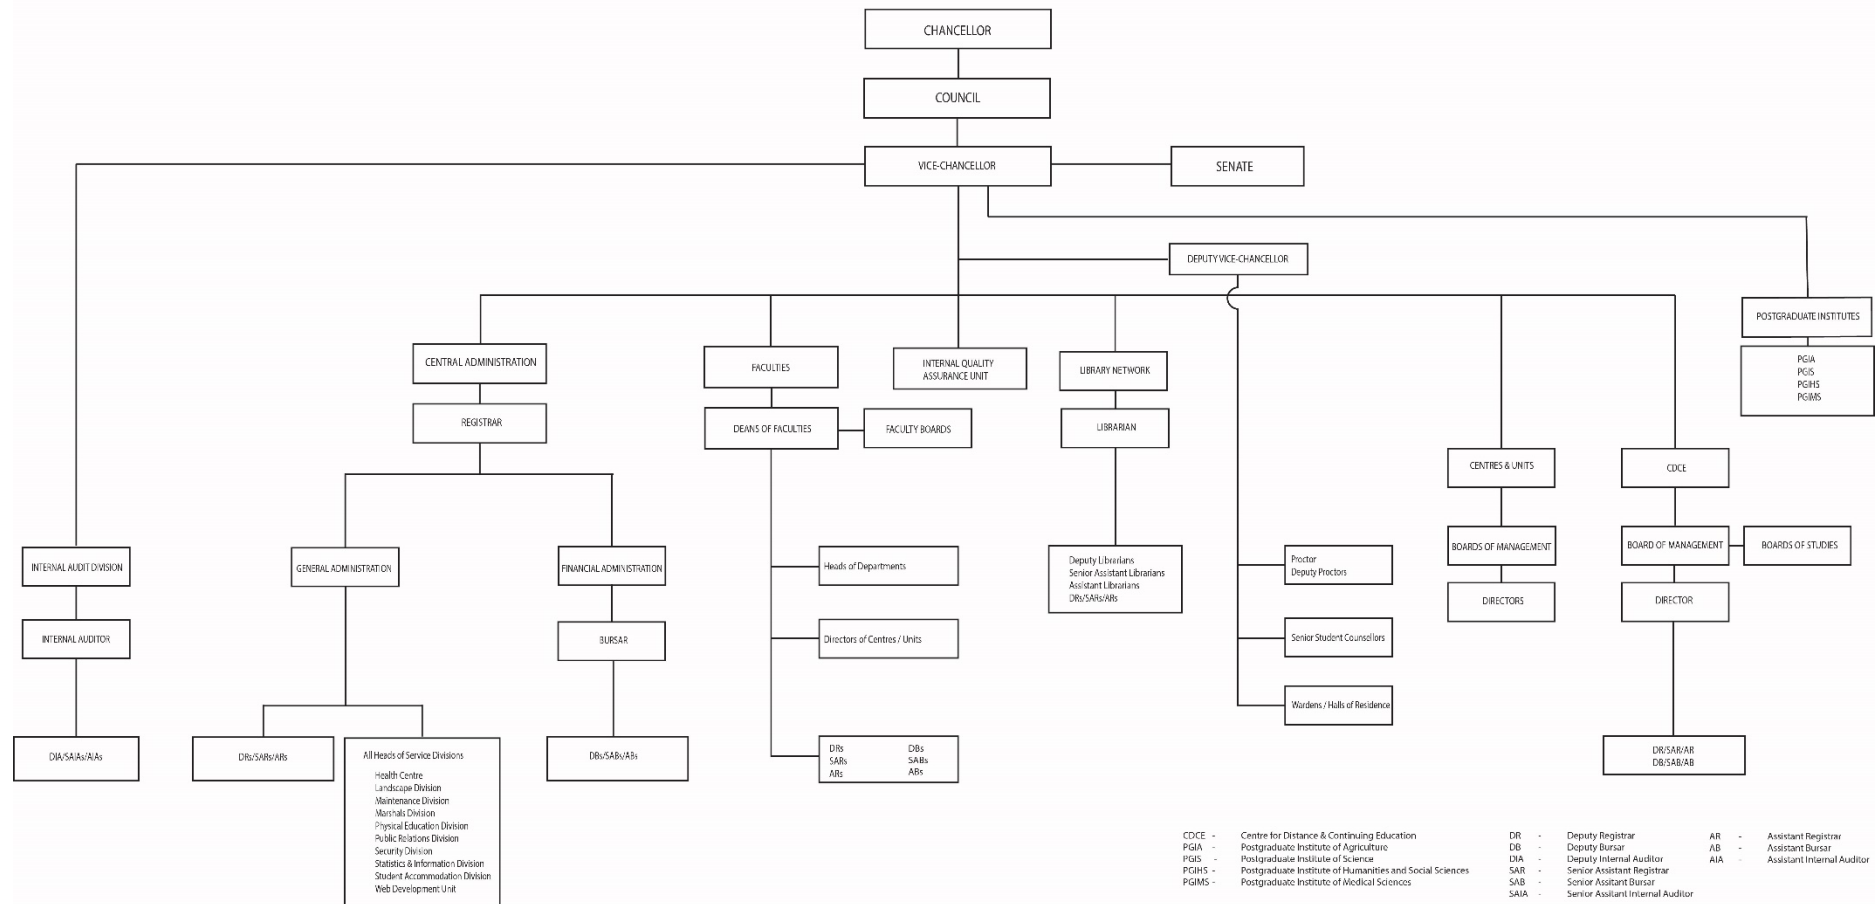 CHANCELLOR
COUNCIL
VICE-CHANCELLOR
SENATE
DEPUTY VICE-CHANCELLOR
POSTGRADUATE INSTITUTES
PGIA
PGIS
PGIHS
PGIMS
CENTRAL ADMINISTRATION
REGISTRAR
FACULTIES
DEANS OF FACULTIES
FACULTY BOARDS
INTERNAL QUALITY
ASSURANCE UNIT
LIBRARY NETWORK
LIBRARIAN
CENTRES & UNITS
BOARDS OF MANAGEMENT
DIRECTORS
CDCE
BOARD OF MANAGEMENT
BOARDS OF STUDIES
DIRECTOR
INTERNAL AUDIT DIVISION
INTERNAL AUDITOR
DIA/SAIAs/AIAs
GENERAL ADMINISTRATION
DRs/SARs/ARs
All Heads of Service Divisions
Health Centre
Landscape Division
Maintenance Division
Marshals Division
Physical Education Division
Public Relations Division
Security Division
Statistics & Information Division
Student Accommodation Division
Web Development Unit
FINANCIAL ADMINISTRATION
BURSAR
DBs/SABs/ABs
Heads of Departments
Directors of Centres / Units
DRs DBs
SARs SABs
ARs ABs
Deputy Librarians
Senior Assistant Librarians
Assistant Librarians
DRs/SARs/ARs
Proctor
Deputy Proctors
Senior Student Counsellors
Wardens / Halls of Residence
DR/SAR/AR
DB/SAB/AB
CDCE - Centre for Distance & Continuing Education
PGIA - Postgraduate Institute of Agriculture
PGIS - Postgraduate Institute of Science
PGIHS - Postgraduate Institute of Humanities and Social Sciences
PGIMS - Postgraduate Institute of Medical Sciences
DR - Deputy Registrar
DB - Deputy Bursar
DIA - Deputy Internal Auditor
SAR - Senior Assistant Registrar
SAB - Senior Assitant Bursar
SAIA - Senior Assitant Internal Auditor
AR - Assistant Registrar
AB - Assistant Bursar
AIA - Assistant Internal Auditor